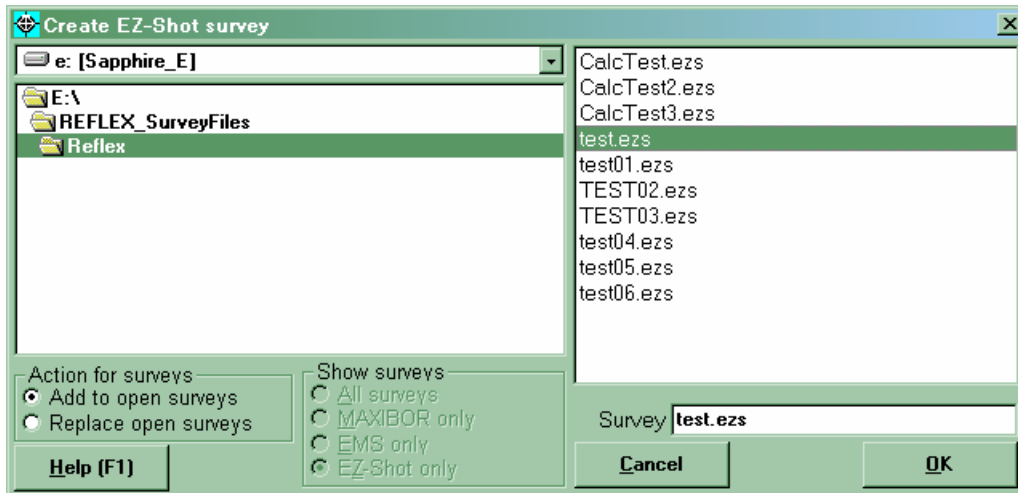 Create EZ-Shot survey
e: [Sapphire_E]
E:\
REFLEX_SurveyFiles
Reflex
CalcTest.ezs
CalcTest2.ezs
CalcTest3.ezs
test.ezs
test01.ezs
TEST02.ezs
TEST03.ezs
test04.ezs
test05.ezs
test06.ezs
Action for surveys
Add to open surveys
Replace open surveys
Show surveys
All surveys
MAXIBOR only
EMS only
EZ-Shot only
Survey test.ezs
Help (F1)
Cancel
OK